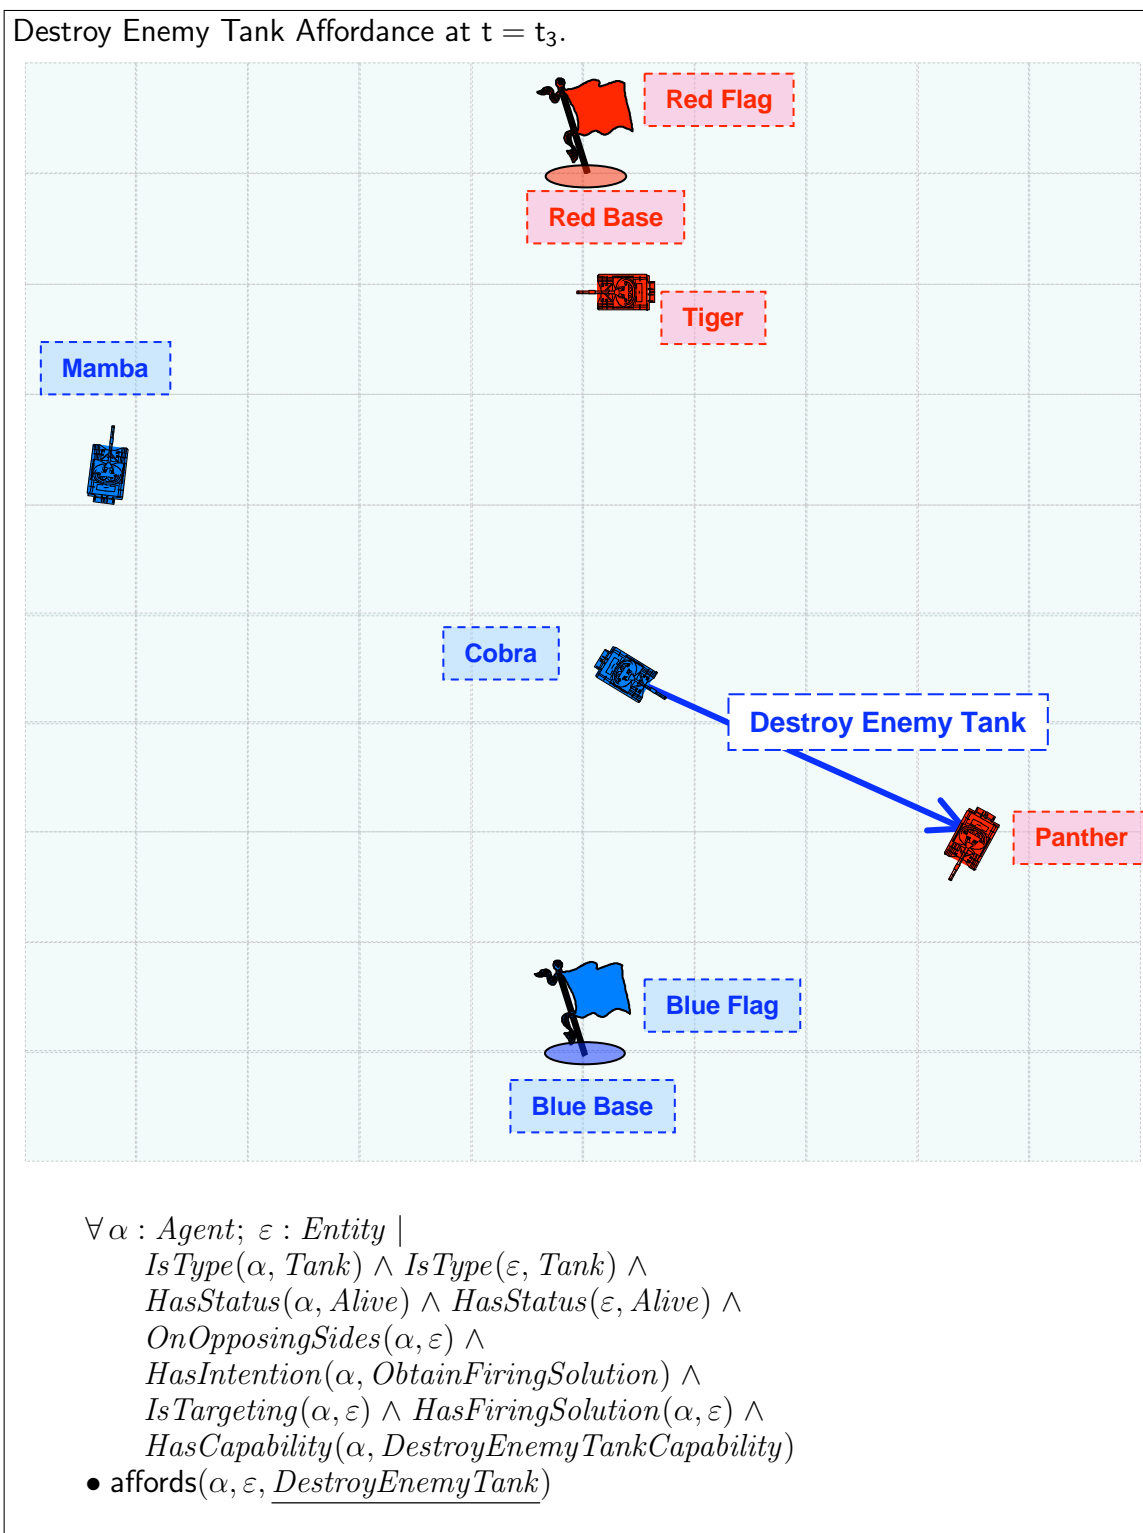 Destroy Enemy Tank Affordance at t = t₃.
Red Flag
Red Base
Tiger
Mamba
Cobra
Destroy Enemy Tank
Panther
Blue Flag
Blue Base
∀ α : Agent; ε : Entity |
IsType(α, Tank) ∧ IsType(ε, Tank) ∧
HasStatus(α, Alive) ∧ HasStatus(ε, Alive) ∧
OnOpposingSides(α, ε) ∧
HasIntention(α, ObtainFiringSolution) ∧
IsTargeting(α, ε) ∧ HasFiringSolution(α, ε) ∧
HasCapability(α, DestroyEnemyTankCapability)
• affords(α, ε, DestroyEnemyTank)